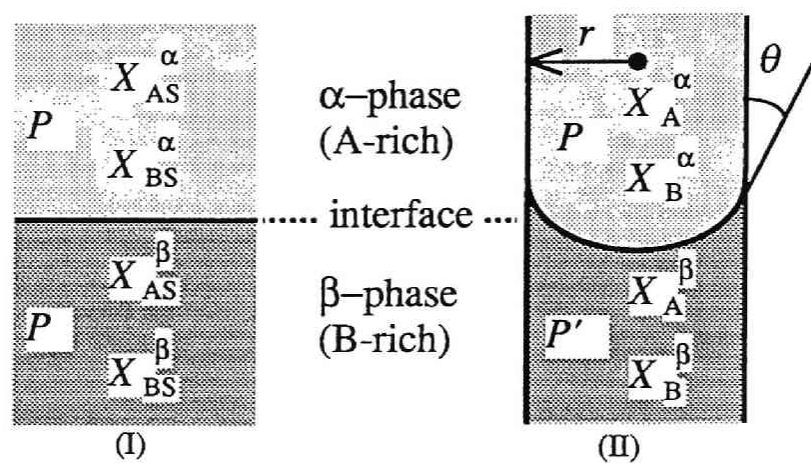 X_AS^α
P
X_BS^α
α–phase
(A-rich)
interface
X_AS^β
P
X_BS^β
β–phase
(B-rich)
(I)
r
θ
X_A^α
P
X_B^α
X_A^β
P′
X_B^β
(II)